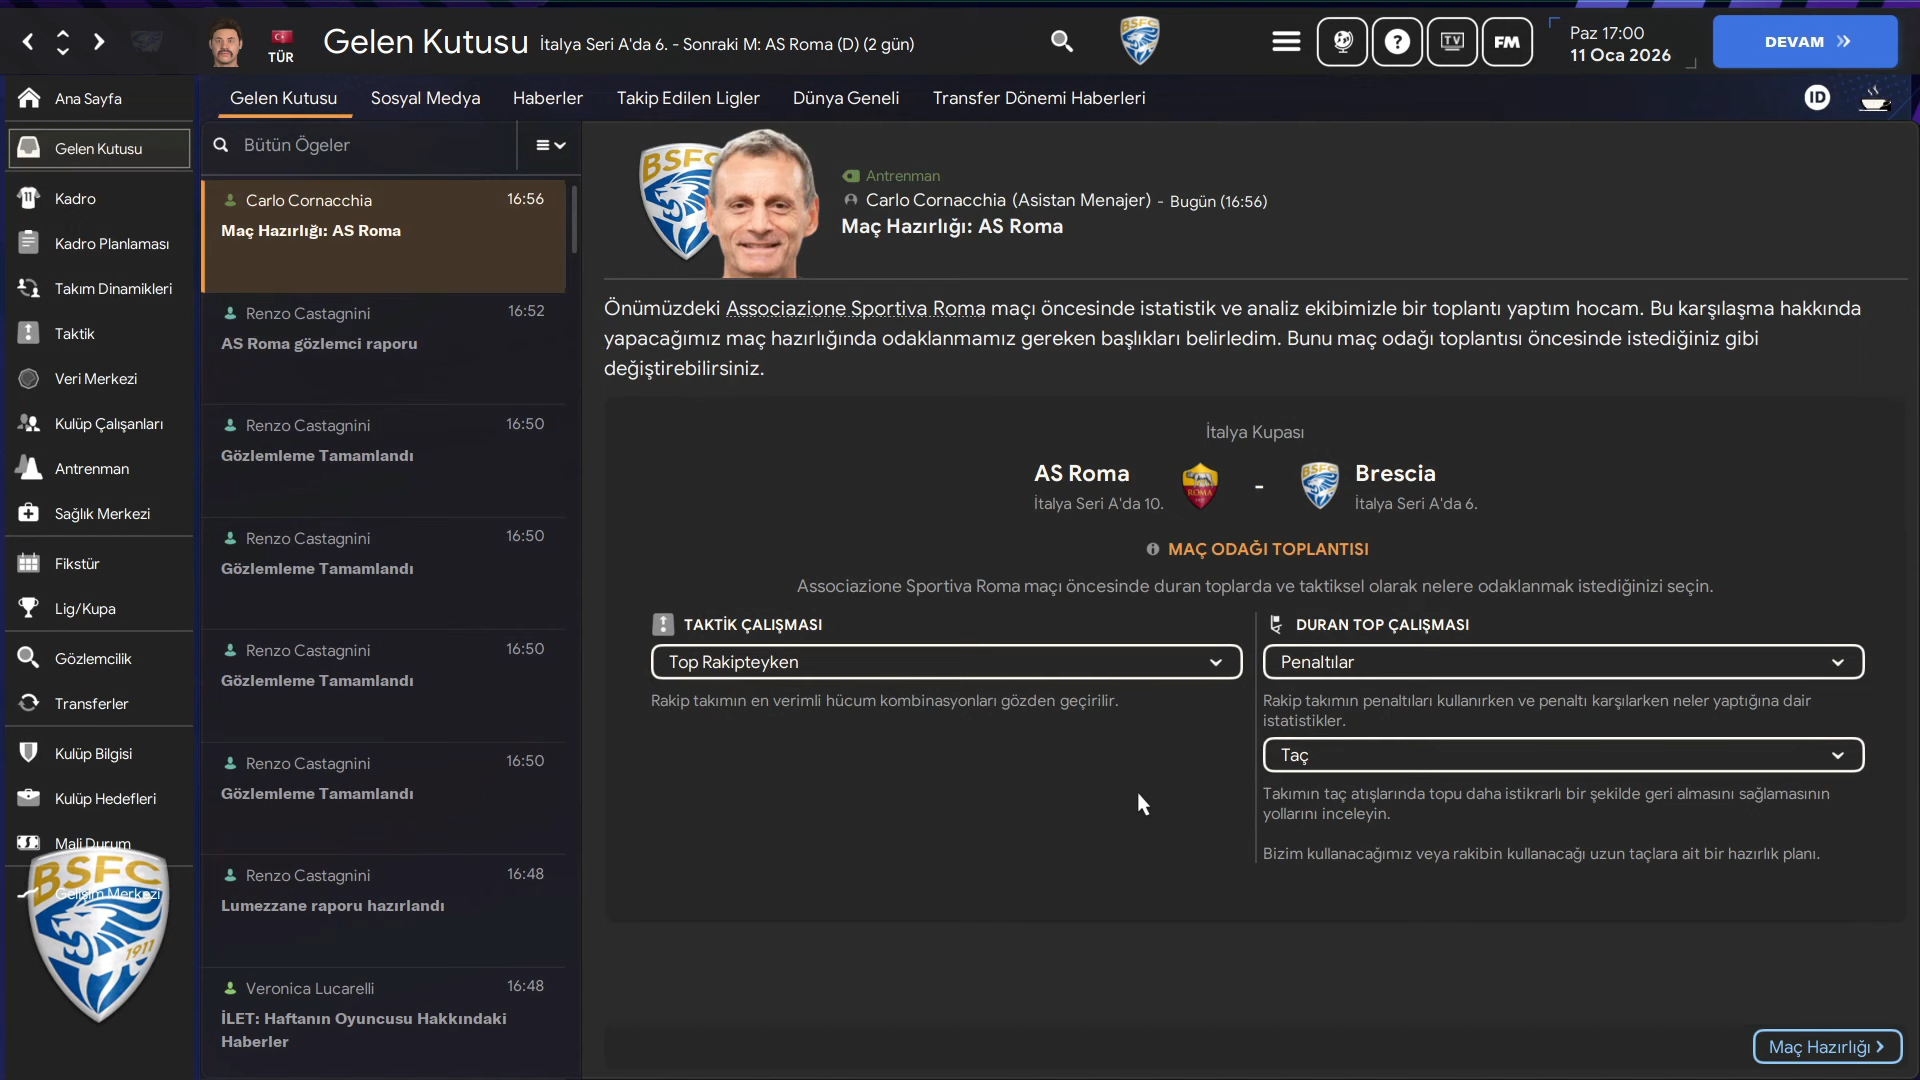 TÜR
Gelen Kutusu
İtalya Seri A'da 6. - Sonraki M: AS Roma (D) (2 gün)
BSFC
TV
FM
Paz 17:00
11 Oca 2026
DEVAM
Ana Sayfa
Gelen Kutusu
Kadro
Kadro Planlaması
Takım Dinamikleri
Taktik
Veri Merkezi
Kulüp Çalışanları
Antrenman
Sağlık Merkezi
Fikstür
Lig/Kupa
Gözlemcilik
Transferler
Kulüp Bilgisi
Kulüp Hedefleri
Mali Durum
Gelişim Merkezi
BSFC
1911
Gelen Kutusu
Sosyal Medya
Haberler
Takip Edilen Ligler
Dünya Geneli
Transfer Dönemi Haberleri
ID
Bütün Ögeler
Carlo Cornacchia 16:56
Maç Hazırlığı: AS Roma
Renzo Castagnini 16:52
AS Roma gözlemci raporu
Renzo Castagnini 16:50
Gözlemleme Tamamlandı
Renzo Castagnini 16:50
Gözlemleme Tamamlandı
Renzo Castagnini 16:50
Gözlemleme Tamamlandı
Renzo Castagnini 16:50
Gözlemleme Tamamlandı
Renzo Castagnini 16:48
Lumezzane raporu hazırlandı
Veronica Lucarelli 16:48
İLET: Haftanın Oyuncusu Hakkındaki
Haberler
BSFC
Antrenman
Carlo Cornacchia (Asistan Menajer) - Bugün (16:56)
Maç Hazırlığı: AS Roma
Önümüzdeki Associazione Sportiva Roma maçı öncesinde istatistik ve analiz ekibimizle bir toplantı yaptım hocam. Bu karşılaşma hakkında
yapacağımız maç hazırlığında odaklanmamız gereken başlıkları belirledim. Bunu maç odağı toplantısı öncesinde istediğiniz gibi
değiştirebilirsiniz.
İtalya Kupası
AS Roma
İtalya Seri A'da 10.
ROMA
-
BSFC
Brescia
İtalya Seri A'da 6.
MAÇ ODAĞI TOPLANTISI
Associazione Sportiva Roma maçı öncesinde duran toplarda ve taktiksel olarak nelere odaklanmak istediğinizi seçin.
TAKTİK ÇALIŞMASI
Top Rakipteyken
Rakip takımın en verimli hücum kombinasyonları gözden geçirilir.
DURAN TOP ÇALIŞMASI
Penaltılar
Rakip takımın penaltıları kullanırken ve penaltı karşılarken neler yaptığına dair
istatistikler.
Taç
Takımın taç atışlarında topu daha istikrarlı bir şekilde geri almasını sağlamasının
yollarını inceleyin.
Bizim kullanacağımız veya rakibin kullanacağı uzun taçlara ait bir hazırlık planı.
Maç Hazırlığı